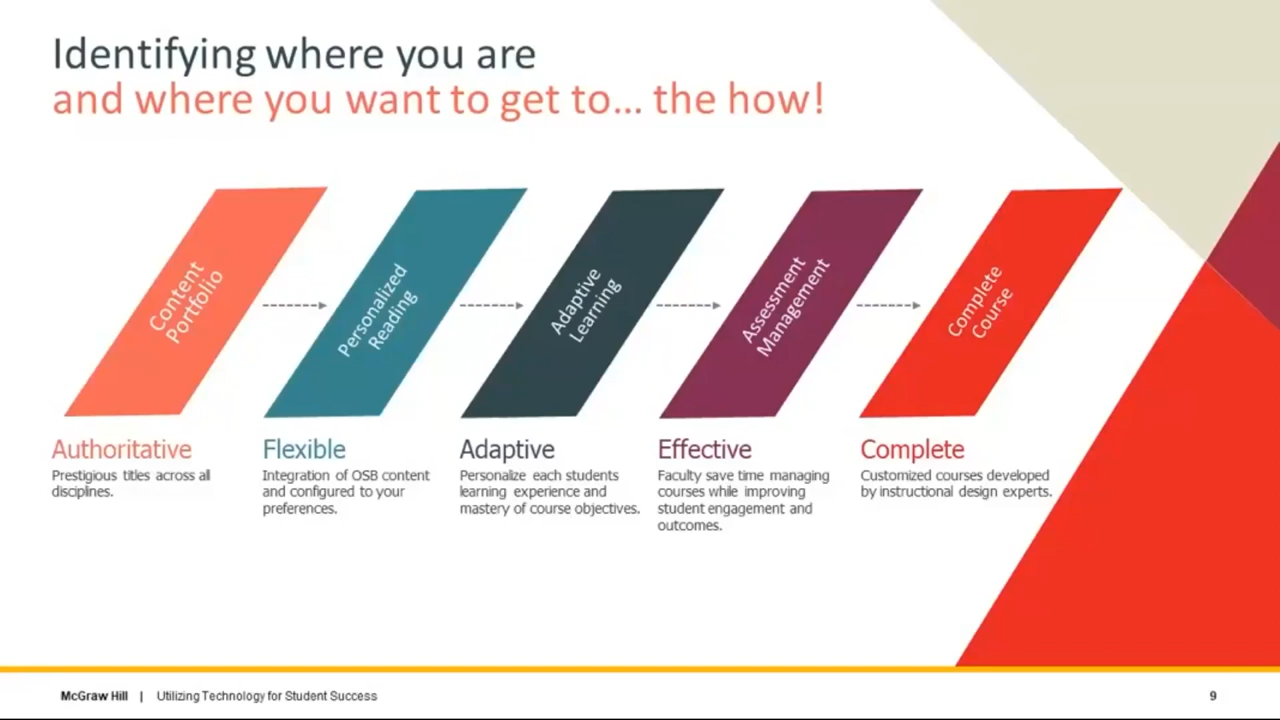 Identifying where you are
and where you want to get to... the how!
Content
Portfolio
Personalized
Reading
Adaptive
Learning
Assessment
Management
Complete
Course
Authoritative
Prestigious titles across all
disciplines.
Flexible
Integration of OSB content
and configured to your
preferences.
Adaptive
Personalize each students
learning experience and
mastery of course objectives.
Effective
Faculty save time managing
courses while improving
student engagement and
outcomes.
Complete
Customized courses developed
by instructional design experts.
McGraw Hill | Utilizing Technology for Student Success
9